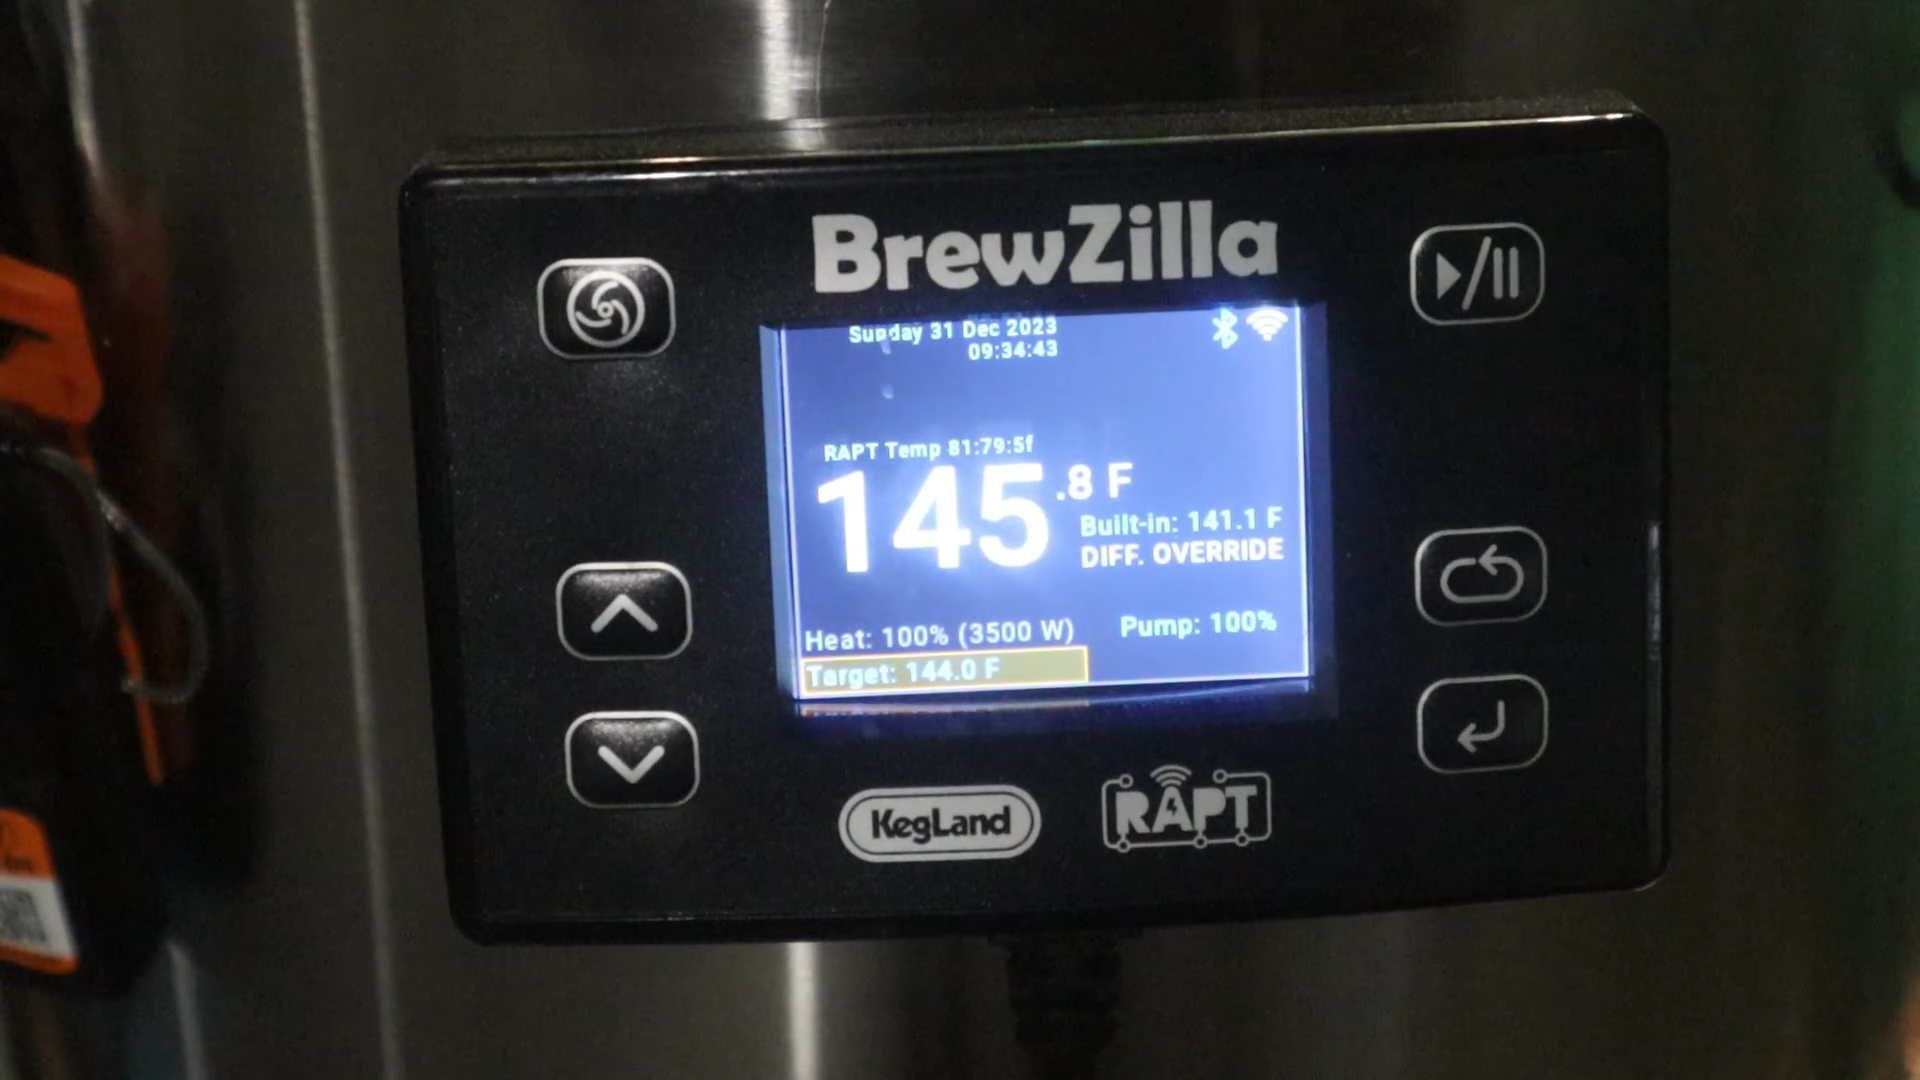 BrewZilla
Sunday 31 Dec 2023
09:34:43
RAPT Temp 81:79:5f
145.8 F
Built-in: 141.1 F
DIFF. OVERRIDE
Heat: 100% (3500 W)
Pump: 100%
Target: 144.0 F
KegLand
RAPT